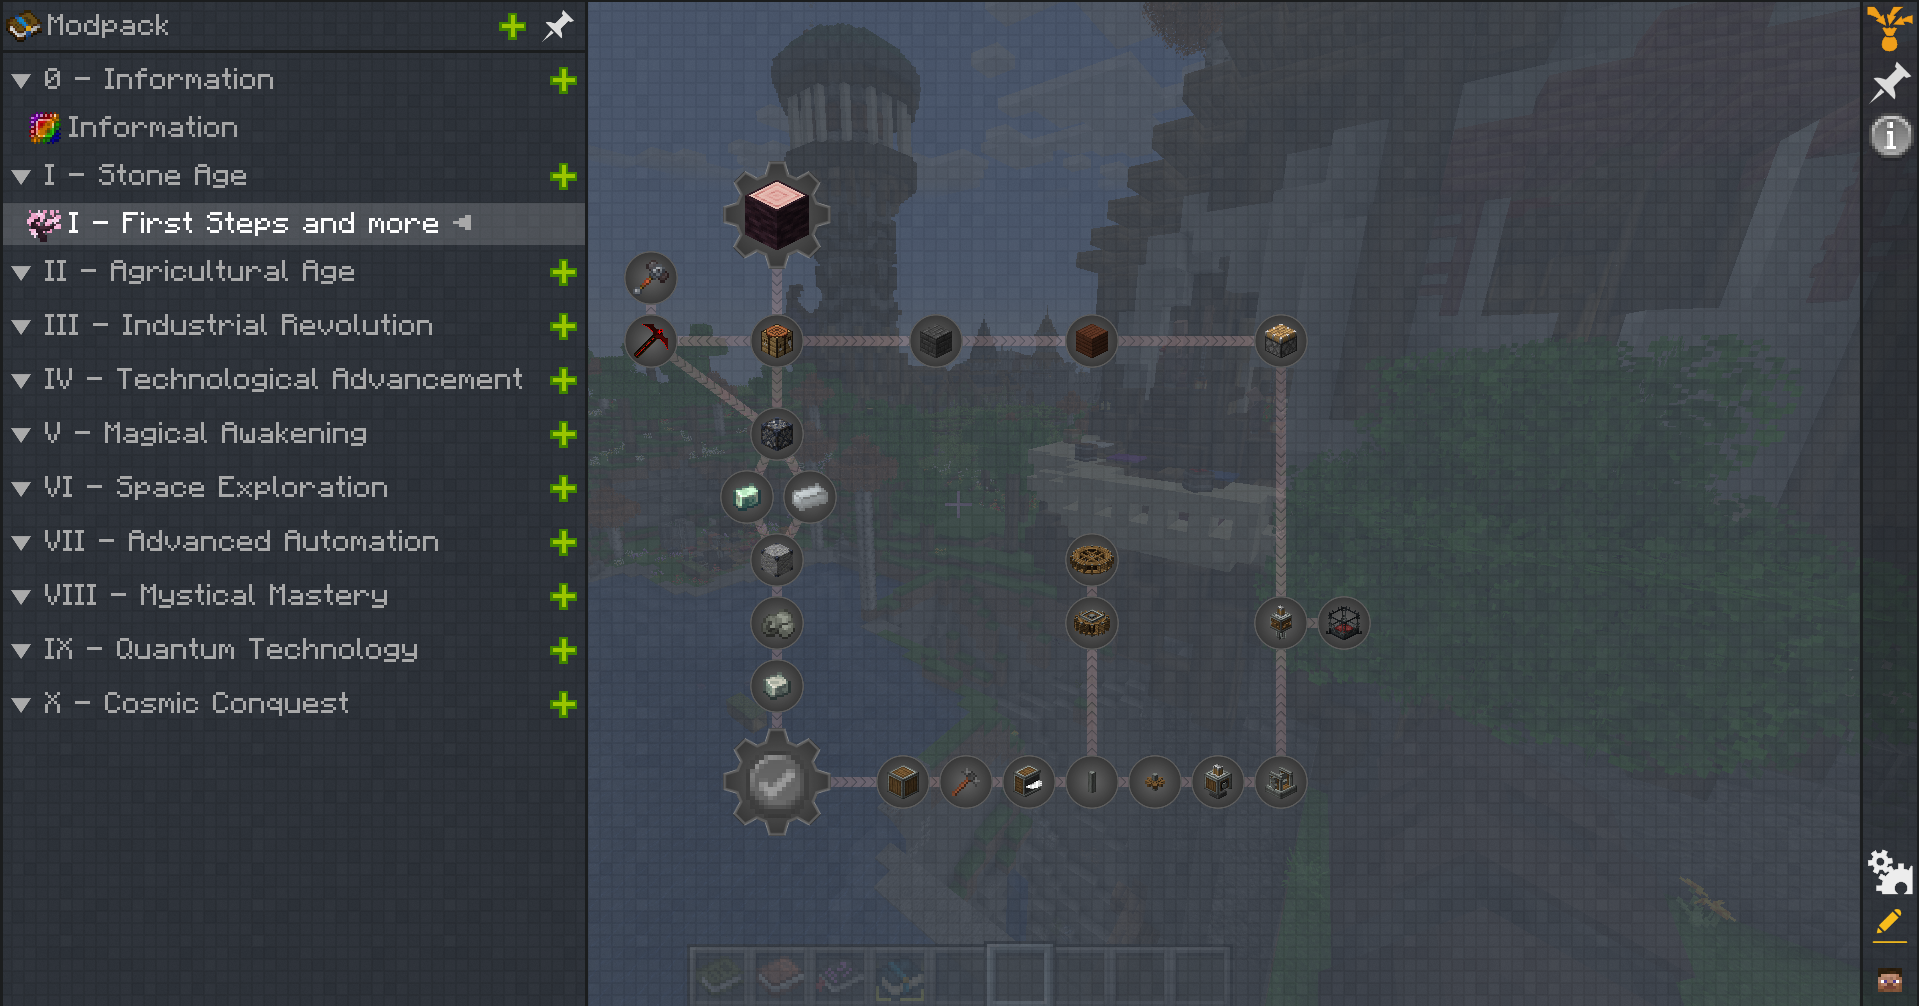 Modpack
0 - Information
Information
I - Stone Age
I - First Steps and more
II - Agricultural Age
III - Industrial Revolution
IV - Technological Advancement
V - Magical Awakening
VI - Space Exploration
VII - Advanced Automation
VIII - Mystical Mastery
IX - Quantum Technology
X - Cosmic Conquest